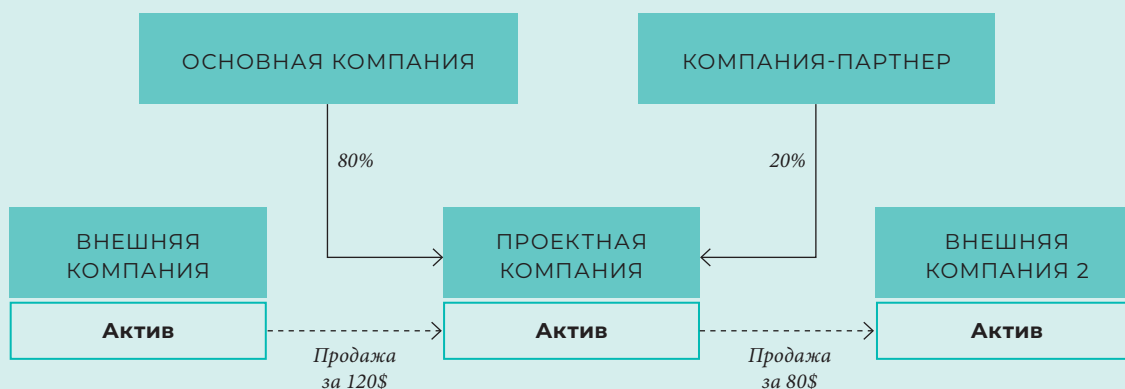 ОСНОВНАЯ КОМПАНИЯ
КОМПАНИЯ-ПАРТНЕР
80%
20%
ВНЕШНЯЯ
КОМПАНИЯ
ПРОЕКТНАЯ
КОМПАНИЯ
ВНЕШНЯЯ
КОМПАНИЯ 2
Актив
Актив
Актив
Продажа
за 120$
Продажа
за 80$